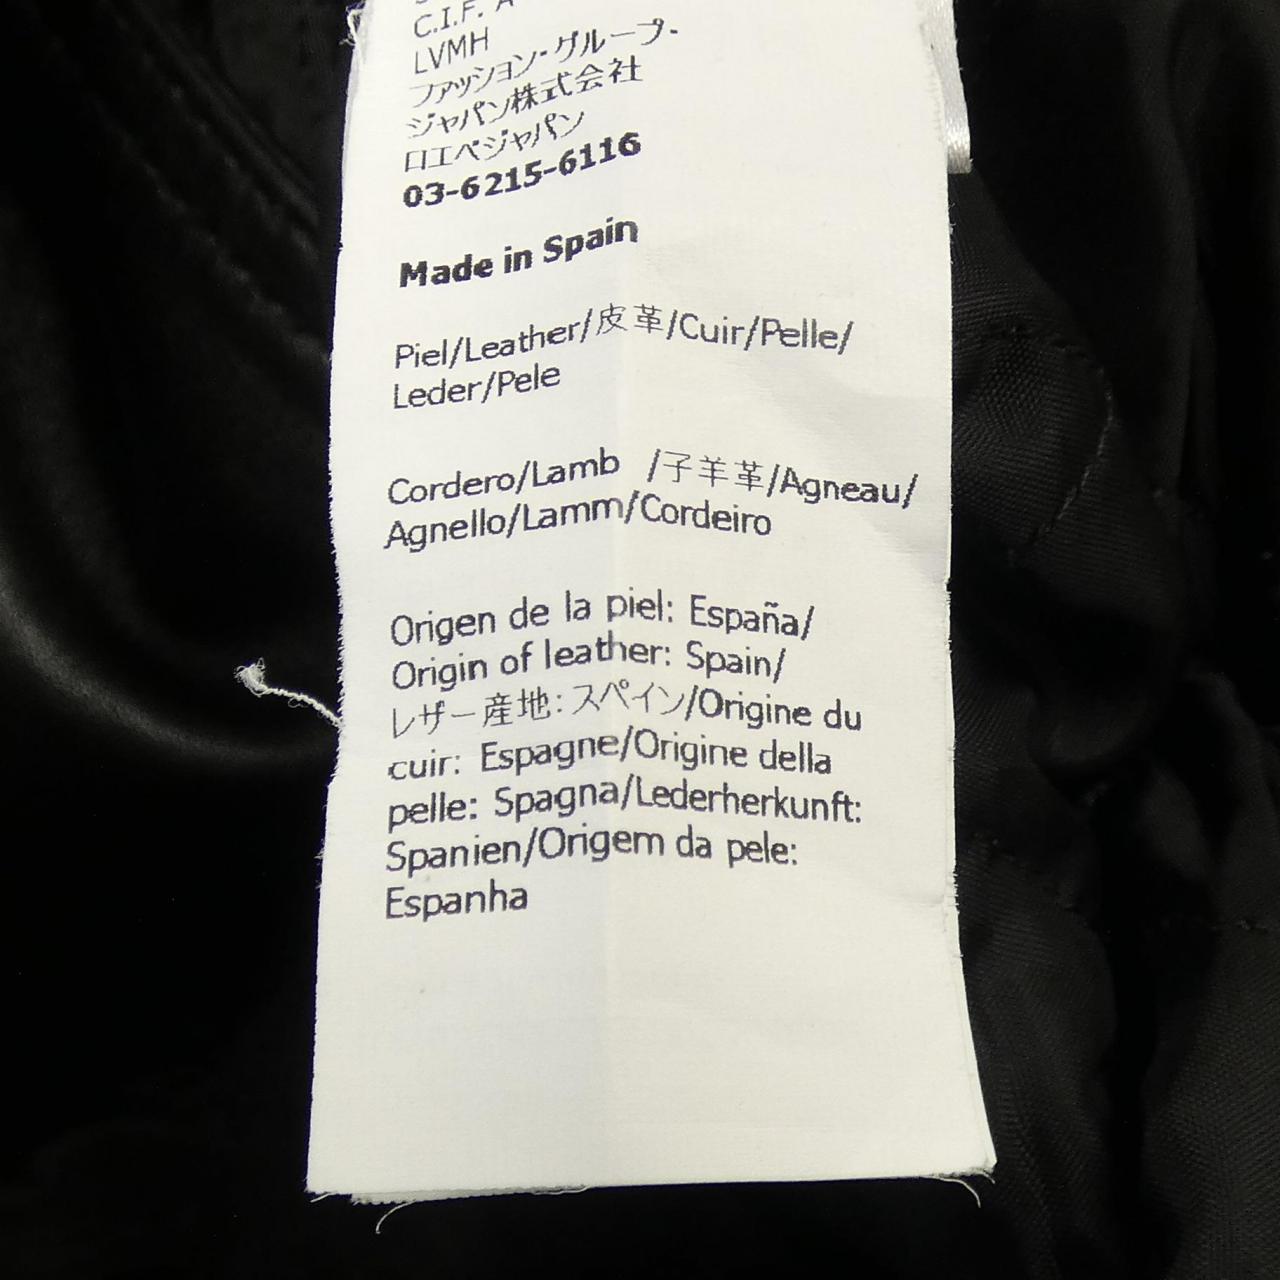 C.I.F. A
LVMH
ファッション・グループ・
ジャパン株式会社
ロエベジャパン
03-6215-6116
Made in Spain
Piel/Leather/皮革/Cuir/Pelle/
Leder/Pele
Cordero/Lamb /子羊革/Agneau/
Agnello/Lamm/Cordeiro
Origen de la piel: España/
Origin of leather: Spain/
レザー産地: スペイン/Origine du
cuir: Espagne/Origine della
pelle: Spagna/Lederherkunft:
Spanien/Origem da pele:
Espanha